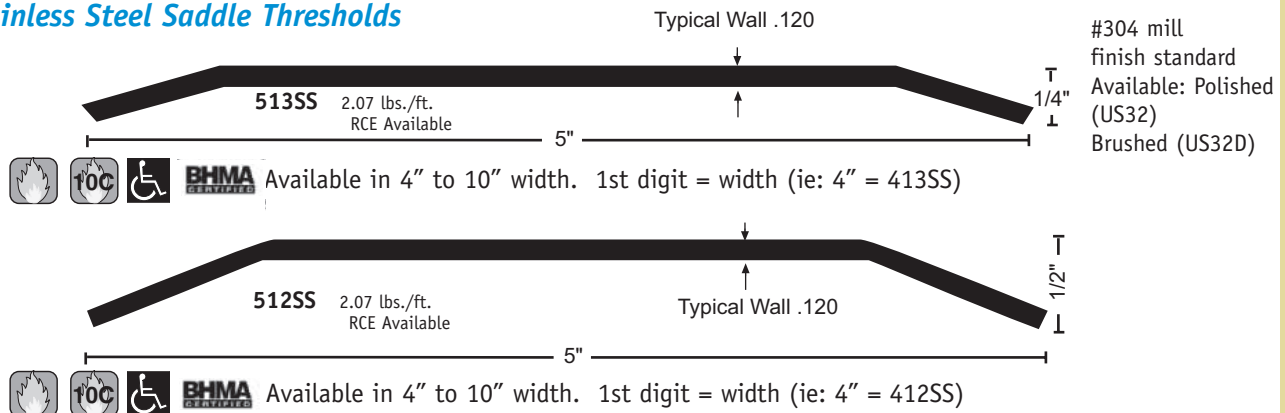 inless Steel Saddle Thresholds
Typical Wall .120
#304 mill
finish standard
Available: Polished
(US32)
Brushed (US32D)
1/4"
513SS 2.07 lbs./ft.
RCE Available
5"
10C BHMA Available in 4" to 10" width. 1st digit = width (ie: 4" = 413SS)
CERTIFIED
1/2"
512SS 2.07 lbs./ft.
RCE Available
Typical Wall .120
5"
10C BHMA Available in 4" to 10" width. 1st digit = width (ie: 4" = 412SS)
CERTIFIED